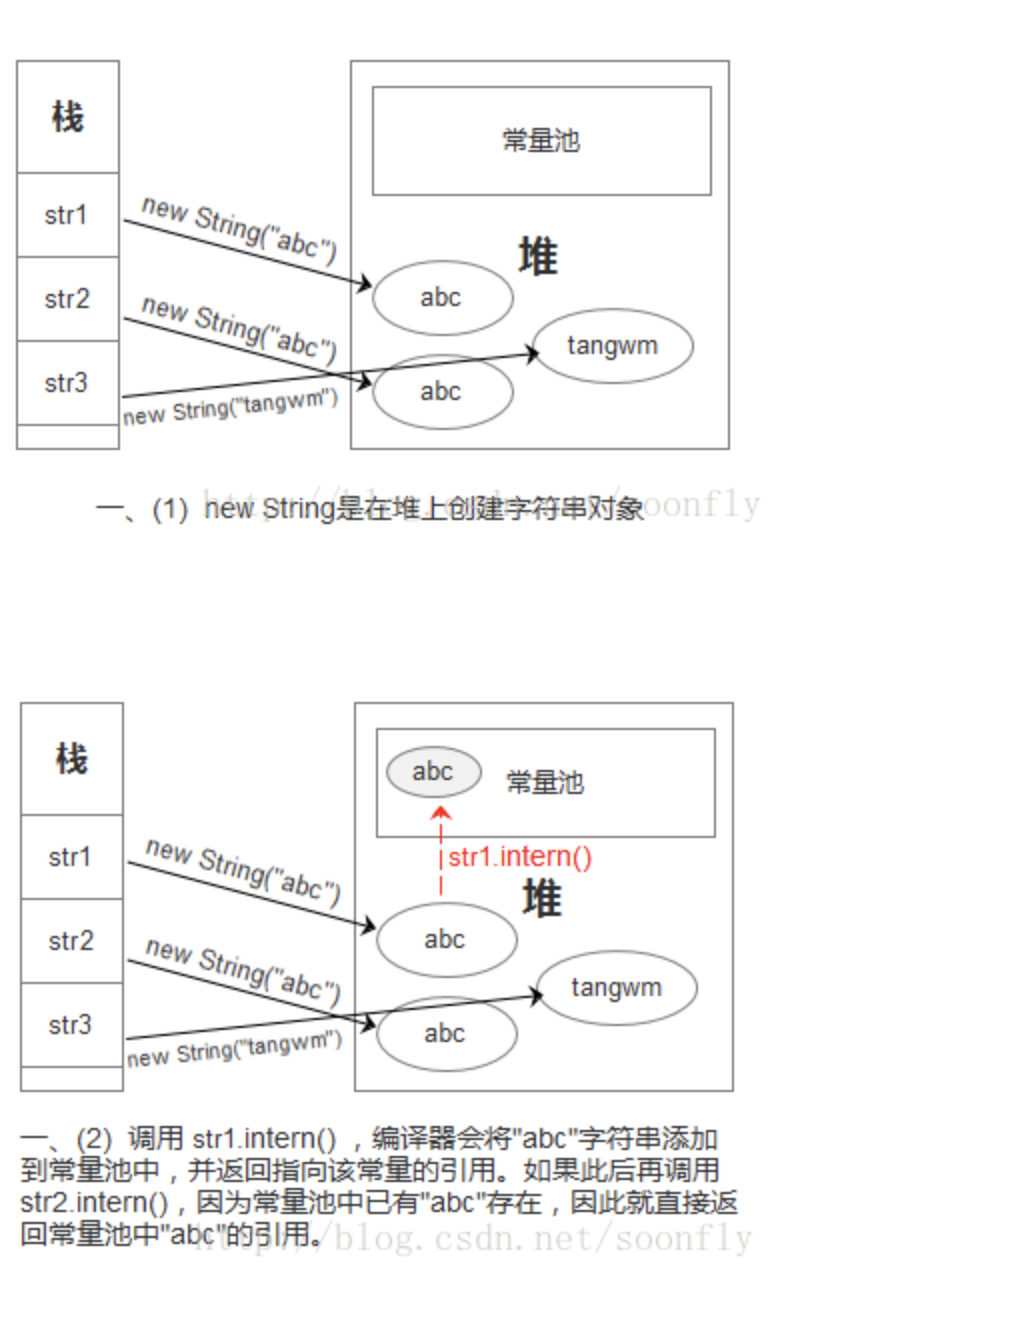 栈
常量池
str1
new String("abc")
堆
abc
str2
new String("abc")
tangwm
str3
abc
new String("tangwm")
http://blog.csdn.net/soonfly
一、(1) new String是在堆上创建字符串对象
栈
abc
常量池
str1
new String("abc")
str1.intern()
堆
str2
abc
new String("abc")
tangwm
str3
abc
new String("tangwm")
一、(2) 调用 str1.intern() ，编译器会将"abc"字符串添加
到常量池中，并返回指向该常量的引用。如果此后再调用
str2.intern()，因为常量池中已有"abc"存在，因此就直接返
回常量池中"abc"的引用。
http://blog.csdn.net/soonfly